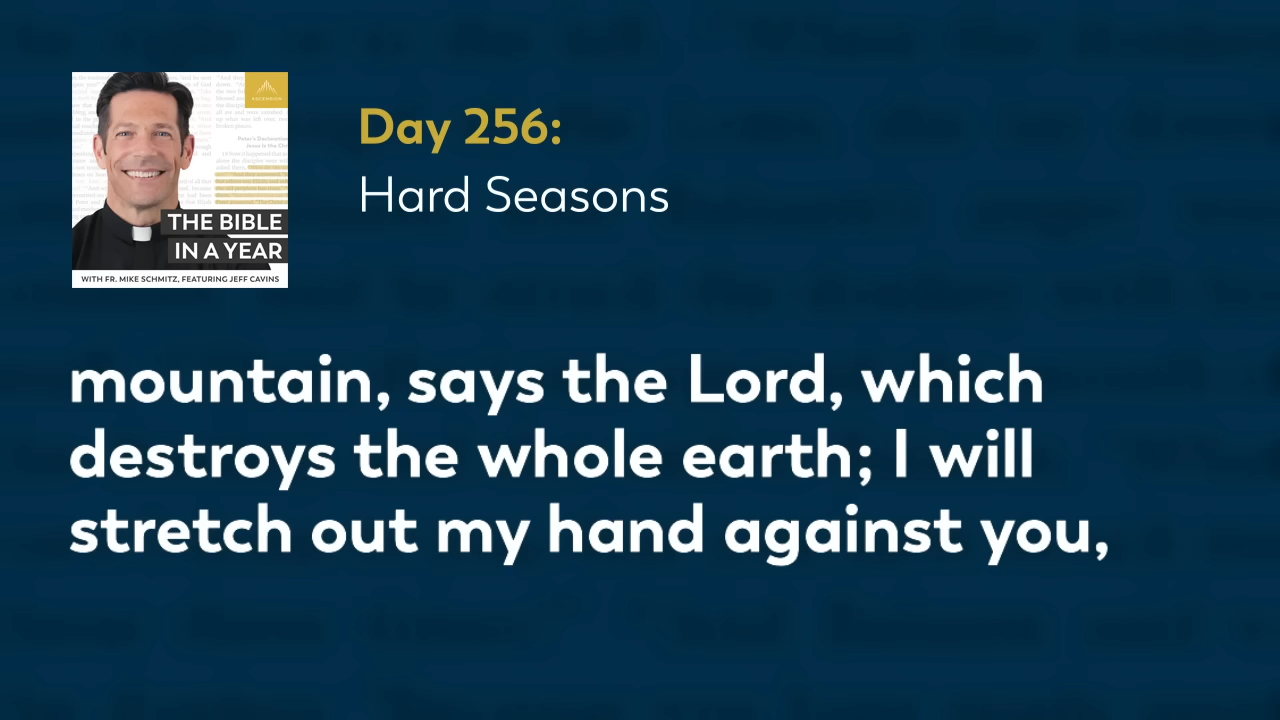 ASCENSION
THE BIBLE
IN A YEAR
WITH FR. MIKE SCHMITZ, FEATURING JEFF CAVINS
Day 256:
Hard Seasons
mountain, says the Lord, which
destroys the whole earth; I will
stretch out my hand against you,